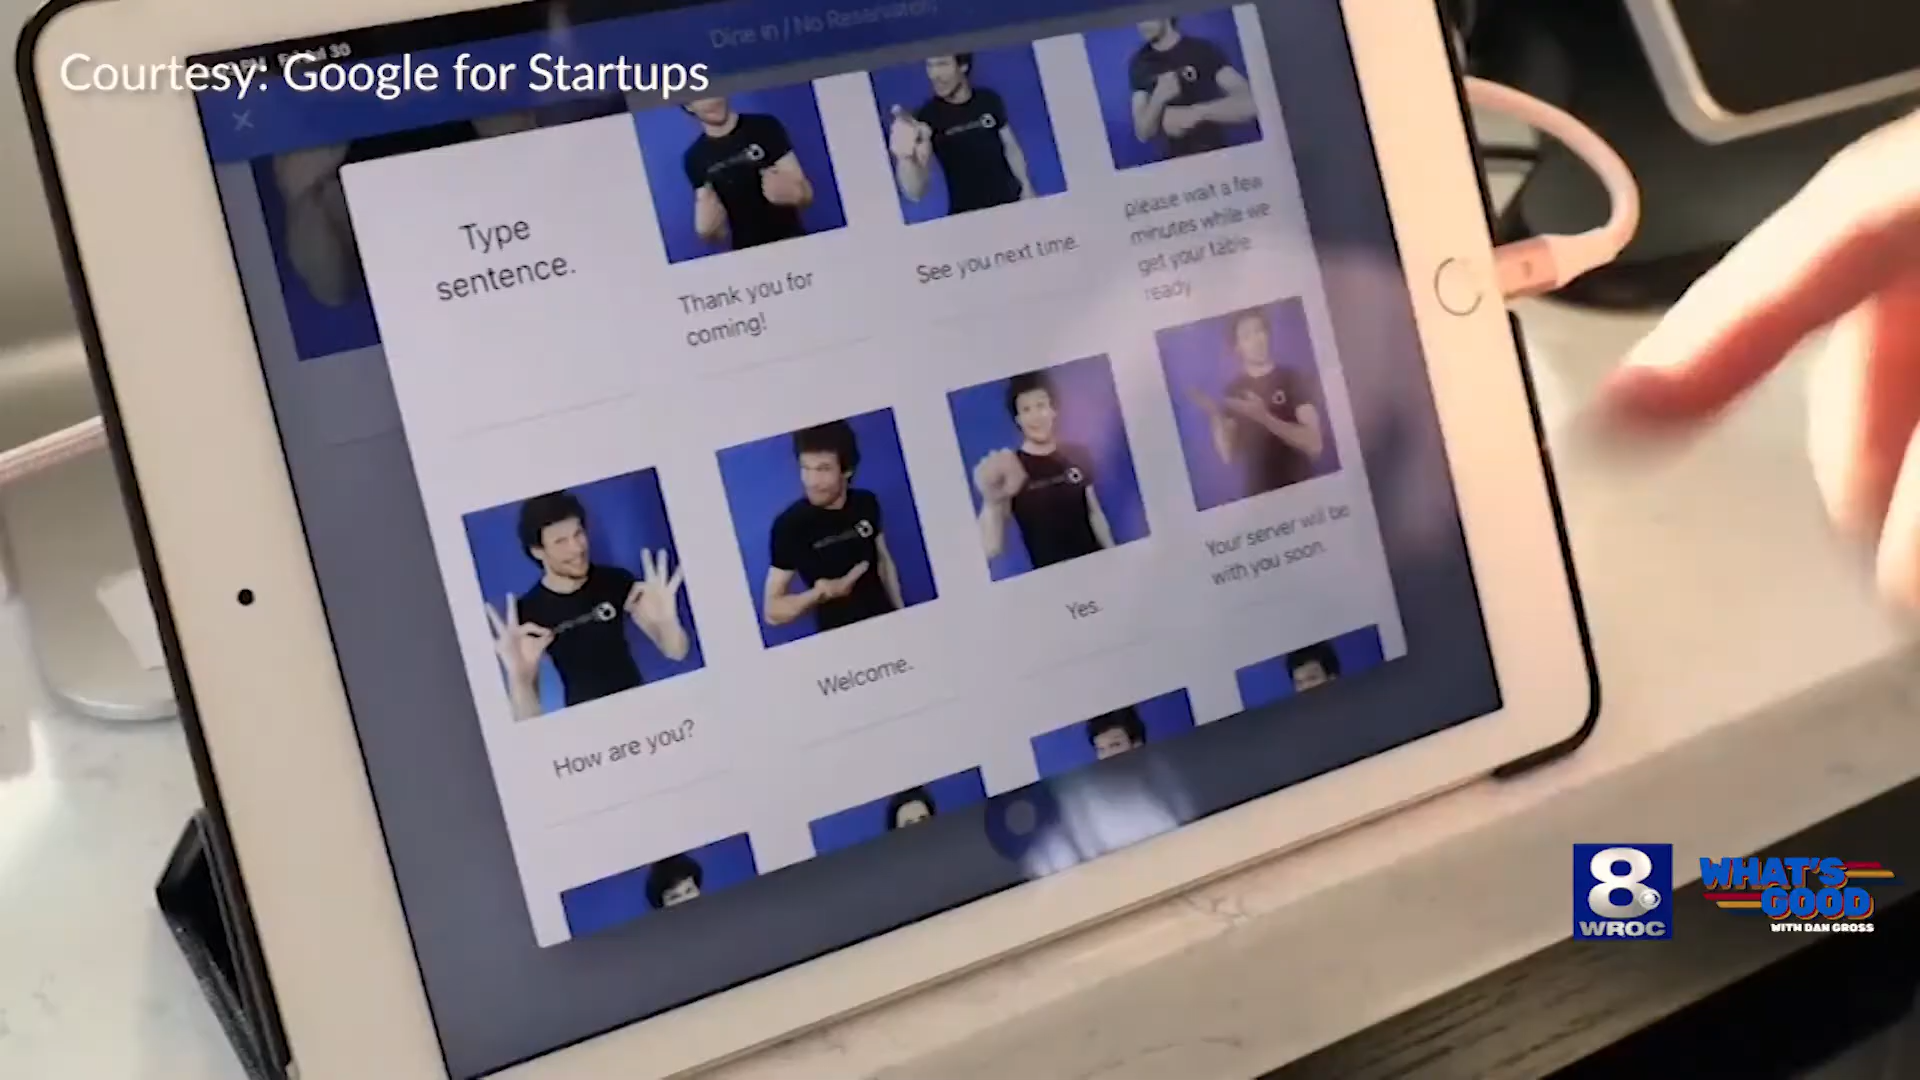 Courtesy: Google for Startups
Dine in / No Reservation
Type
sentence.
Thank you for
coming!
See you next time.
please wait a few
minutes while we
get your table
ready
How are you?
Welcome.
Yes.
Your server will be
with you soon.
8
WROC
WHAT'S
GOOD
WITH DAN GROSS